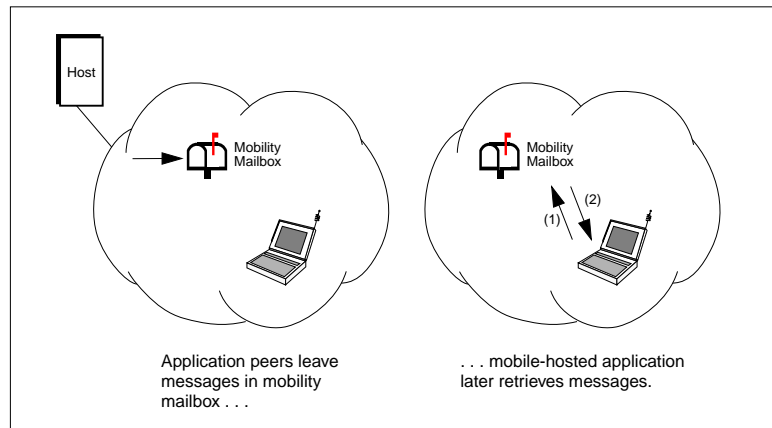 Host
Mobility
Mailbox
Application peers leave
messages in mobility
mailbox . . .
Mobility
Mailbox
(1)
(2)
. . . mobile-hosted application
later retrieves messages.